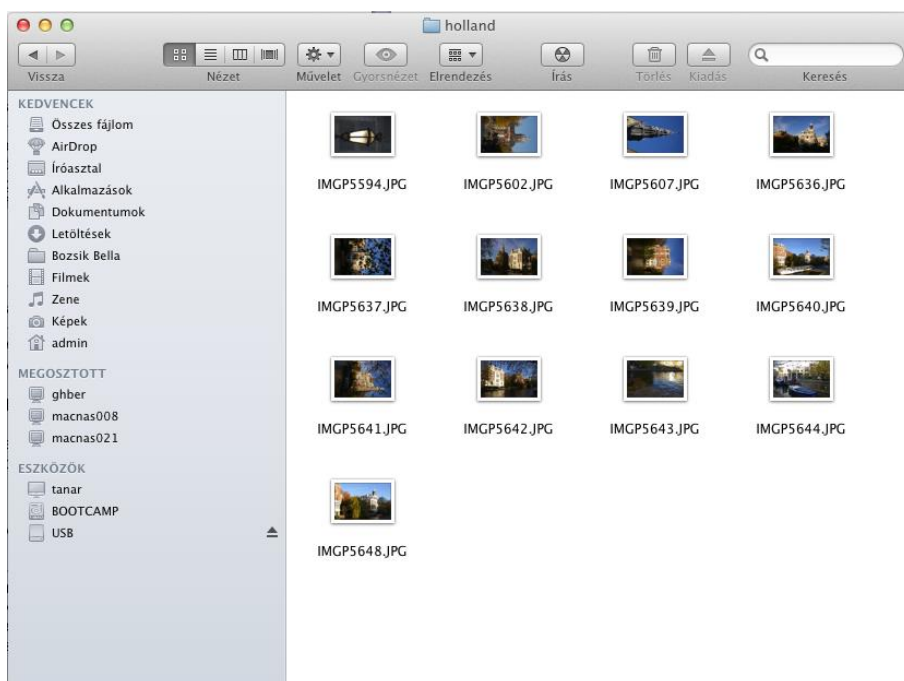 holland
Vissza
Nézet
Művelet
Gyorsnézet
Elrendezés
Írás
Törlés
Kiadás
Keresés
KEDVENCEK
Összes fájlom
AirDrop
Íróasztal
Alkalmazások
Dokumentumok
Letöltések
Bozsik Bella
Filmek
Zene
Képek
admin
MEGOSZTOTT
ghber
macnas008
macnas021
ESZKÖZÖK
tanar
BOOTCAMP
USB
IMGP5594.JPG
IMGP5602.JPG
IMGP5607.JPG
IMGP5636.JPG
IMGP5637.JPG
IMGP5638.JPG
IMGP5639.JPG
IMGP5640.JPG
IMGP5641.JPG
IMGP5642.JPG
IMGP5643.JPG
IMGP5644.JPG
IMGP5648.JPG